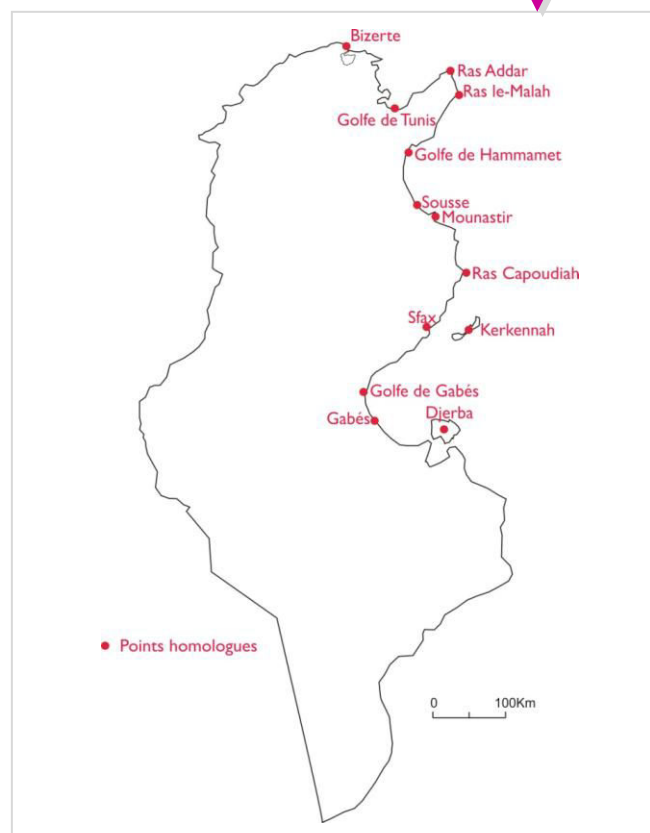 Bizerte
Ras Addar
Ras le-Malah
Golfe de Tunis
Golfe de Hammamet
Sousse
Mounastir
Ras Capoudiah
Sfax
Kerkennah
Golfe de Gabés
Djerba
Gabés
Points homologues
0 100Km